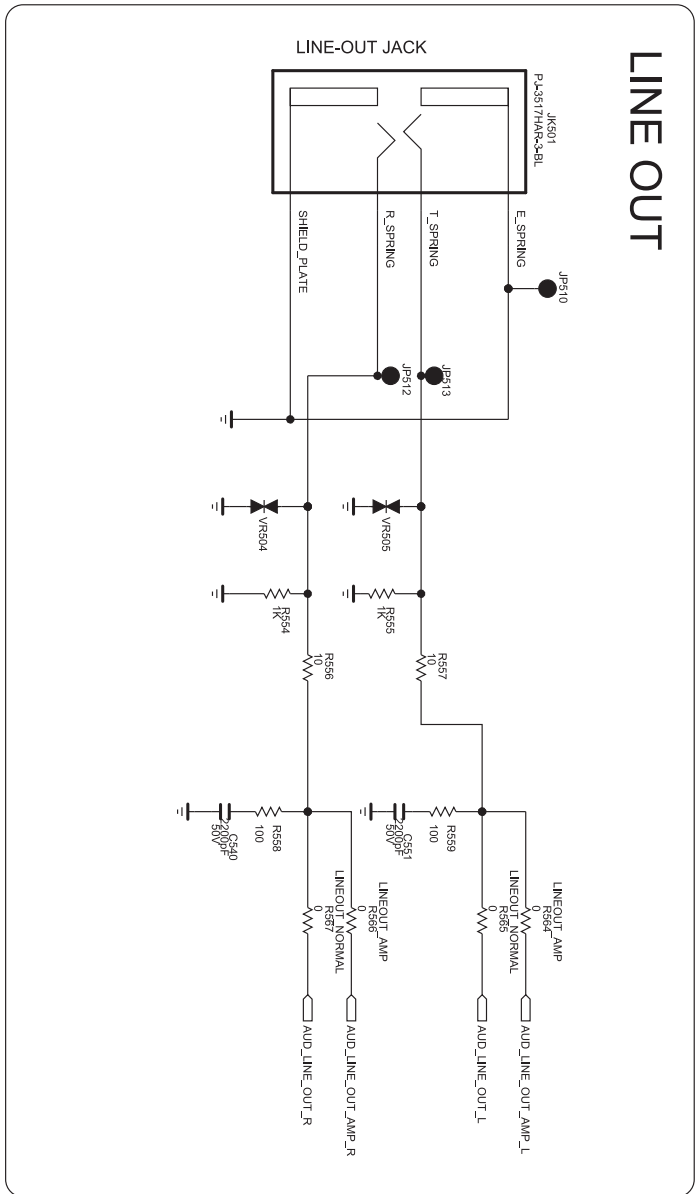 LINE OUT
LINE-OUT JACK
JK501
PJ-3517HAR-3-BL
E_SPRING
T_SPRING
R_SPRING
SHIELD_PLATE
JP510
JP513
JP512
VR505
VR504
R555
1K
R554
1K
R557
10
R556
10
R559
100
C551
2200pF
50V
R558
100
C540
2200pF
50V
LINEOUT_AMP
R564
0
LINEOUT_NORMAL
R565
0
LINEOUT_AMP
R566
0
LINEOUT_NORMAL
R567
0
AUD_LINE_OUT_AMP_L
AUD_LINE_OUT_L
AUD_LINE_OUT_AMP_R
AUD_LINE_OUT_R